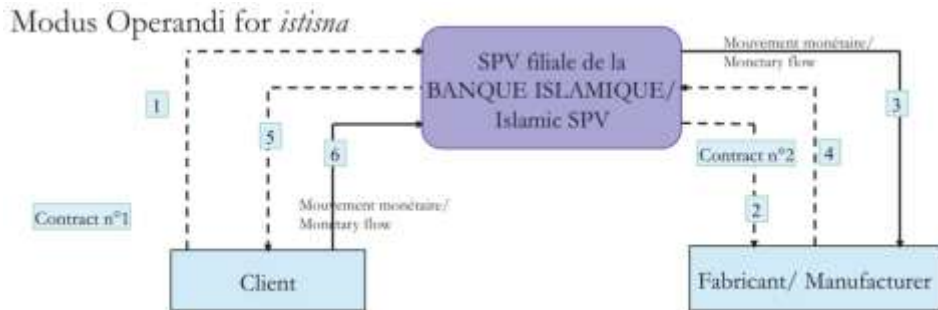 Modus Operandi for istisna
SPV filiale de la
BANQUE ISLAMIQUE/
Islamic SPV
Mouvement monétaire/
Monetary flow
1
5
6
3
Contract n°2
4
2
Contract n°1
Mouvement monétaire/
Monetary flow
Client
Fabricant/ Manufacturer